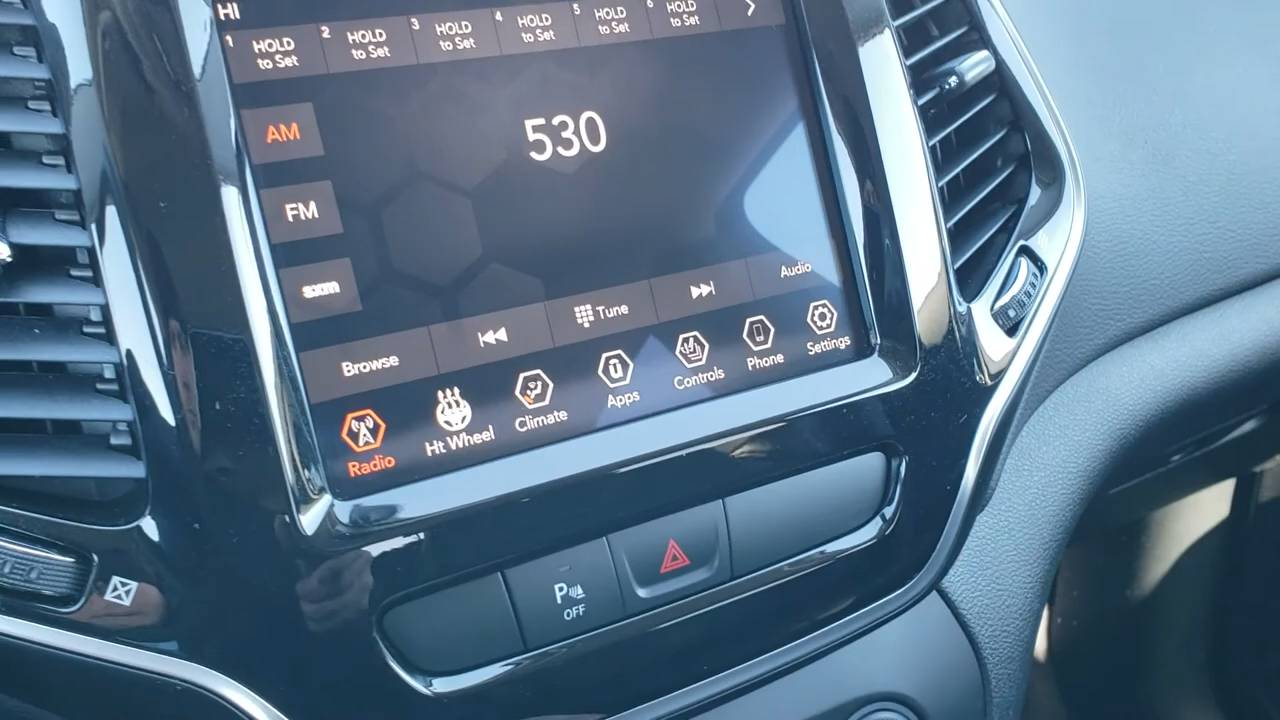 HI
1 HOLD to Set
2 HOLD to Set
3 HOLD to Set
4 HOLD to Set
5 HOLD to Set
6 HOLD to Set
AM
530
FM
sxm
Browse
Tune
Audio
Radio
Ht Wheel
Climate
Apps
Controls
Phone
Settings
P
OFF